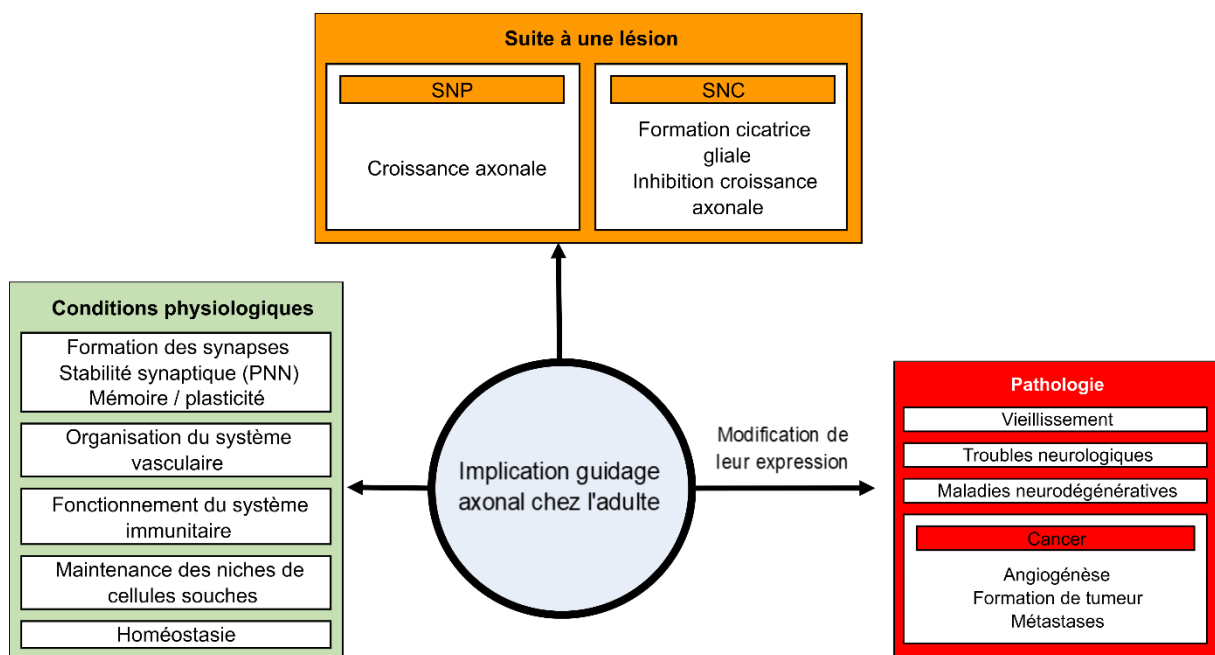 Suite à une lésion
SNP
Croissance axonale
SNC
Formation cicatrice
gliale
Inhibition croissance
axonale
Conditions physiologiques
Formation des synapses
Stabilité synaptique (PNN)
Mémoire / plasticité
Organisation du système
vasculaire
Fonctionnement du système
immunitaire
Maintenance des niches de
cellules souches
Homéostasie
Implication guidage
axonal chez l'adulte
Modification de
leur expression
Pathologie
Vieillissement
Troubles neurologiques
Maladies neurodégénératives
Cancer
Angiogénèse
Formation de tumeur
Métastases